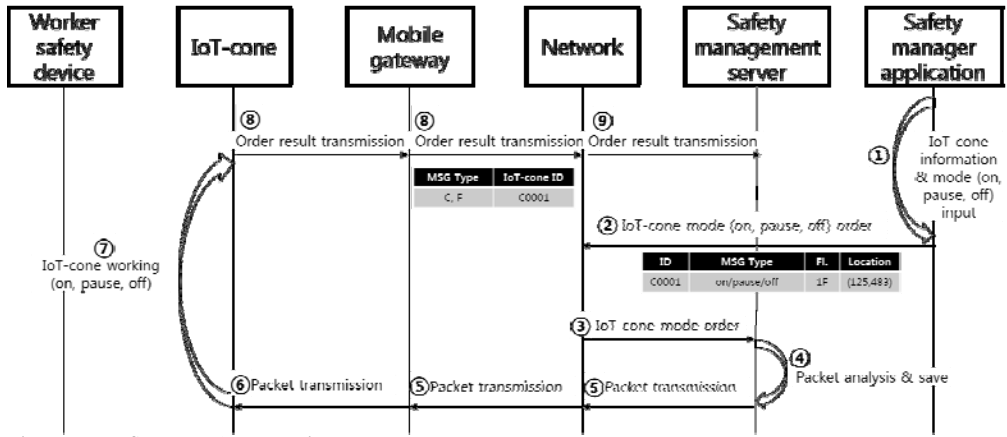 Worker
safety
device
IoT-cone
Mobile
gateway
Network
Safety
management
server
Safety
manager
application
⑧
Order result transmission
⑧
Order result transmission
⑨
Order result transmission
①
IoT cone
information
& mode (on,
pause, off)
input
MSG Type IoT-cone ID
C, F C0001
② IoT-cone mode (on, pause, off) order
ID MSG Type Fl. Location
C0001 on/pause/off 1F (125,483)
⑦
IoT-cone working
(on, pause, off)
③ IoT cone mode order
④
Packet analysis & save
⑥ Packet transmission
⑤ Packet transmission
⑤ Packet transmission